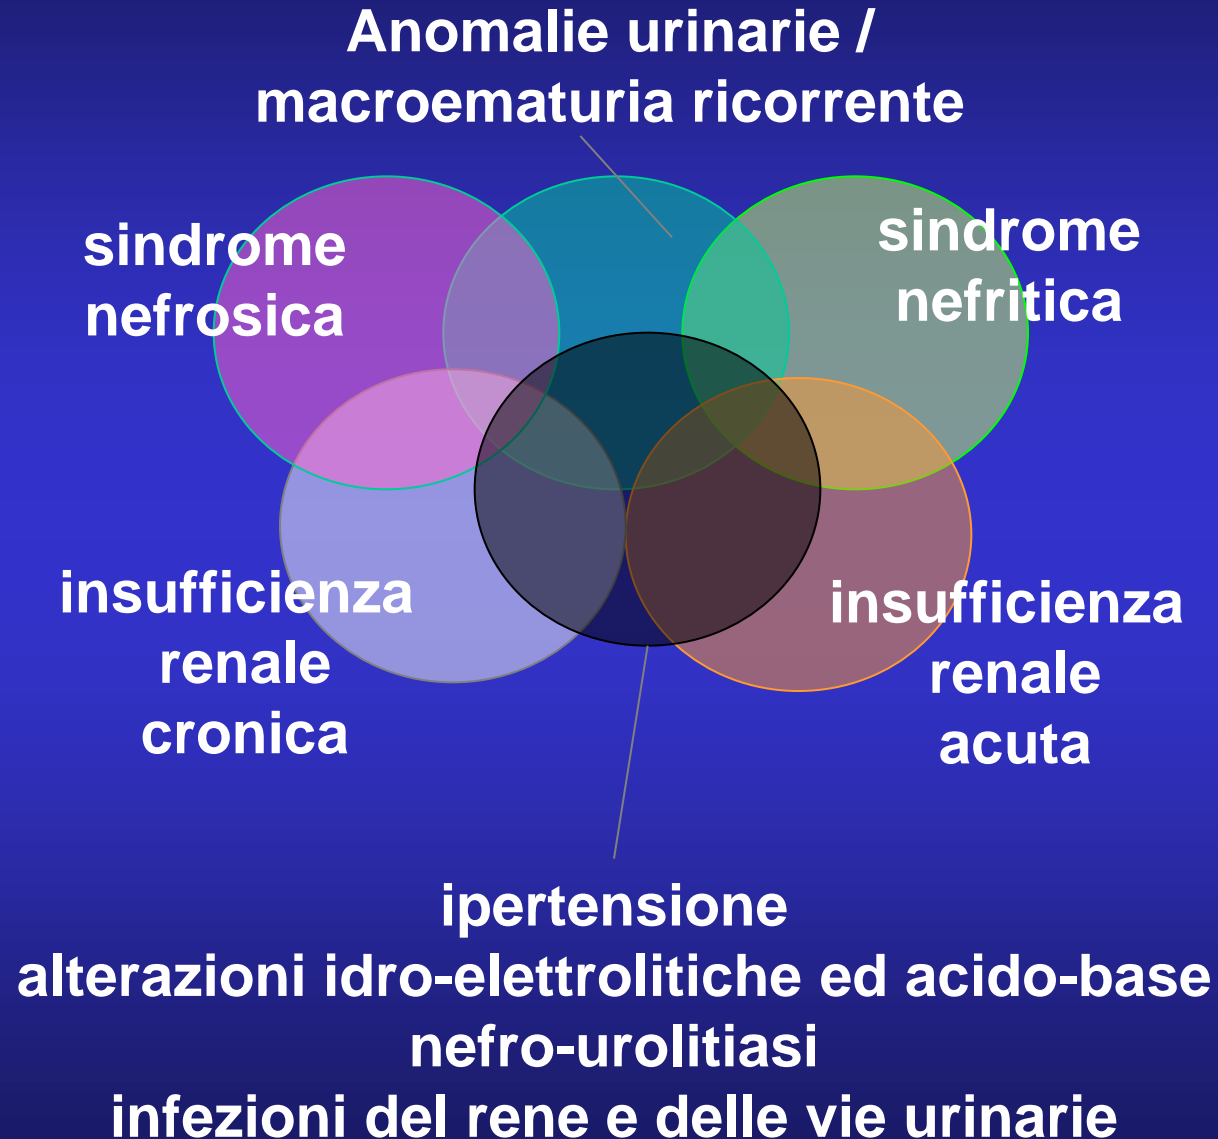 Anomalie urinarie /
macroematuria ricorrente
sindrome
nefrosica
sindrome
nefritica
insufficienza
renale
cronica
insufficienza
renale
acuta
ipertensione
alterazioni idro-elettrolitiche ed acido-base
nefro-urolitiasi
infezioni del rene e delle vie urinarie